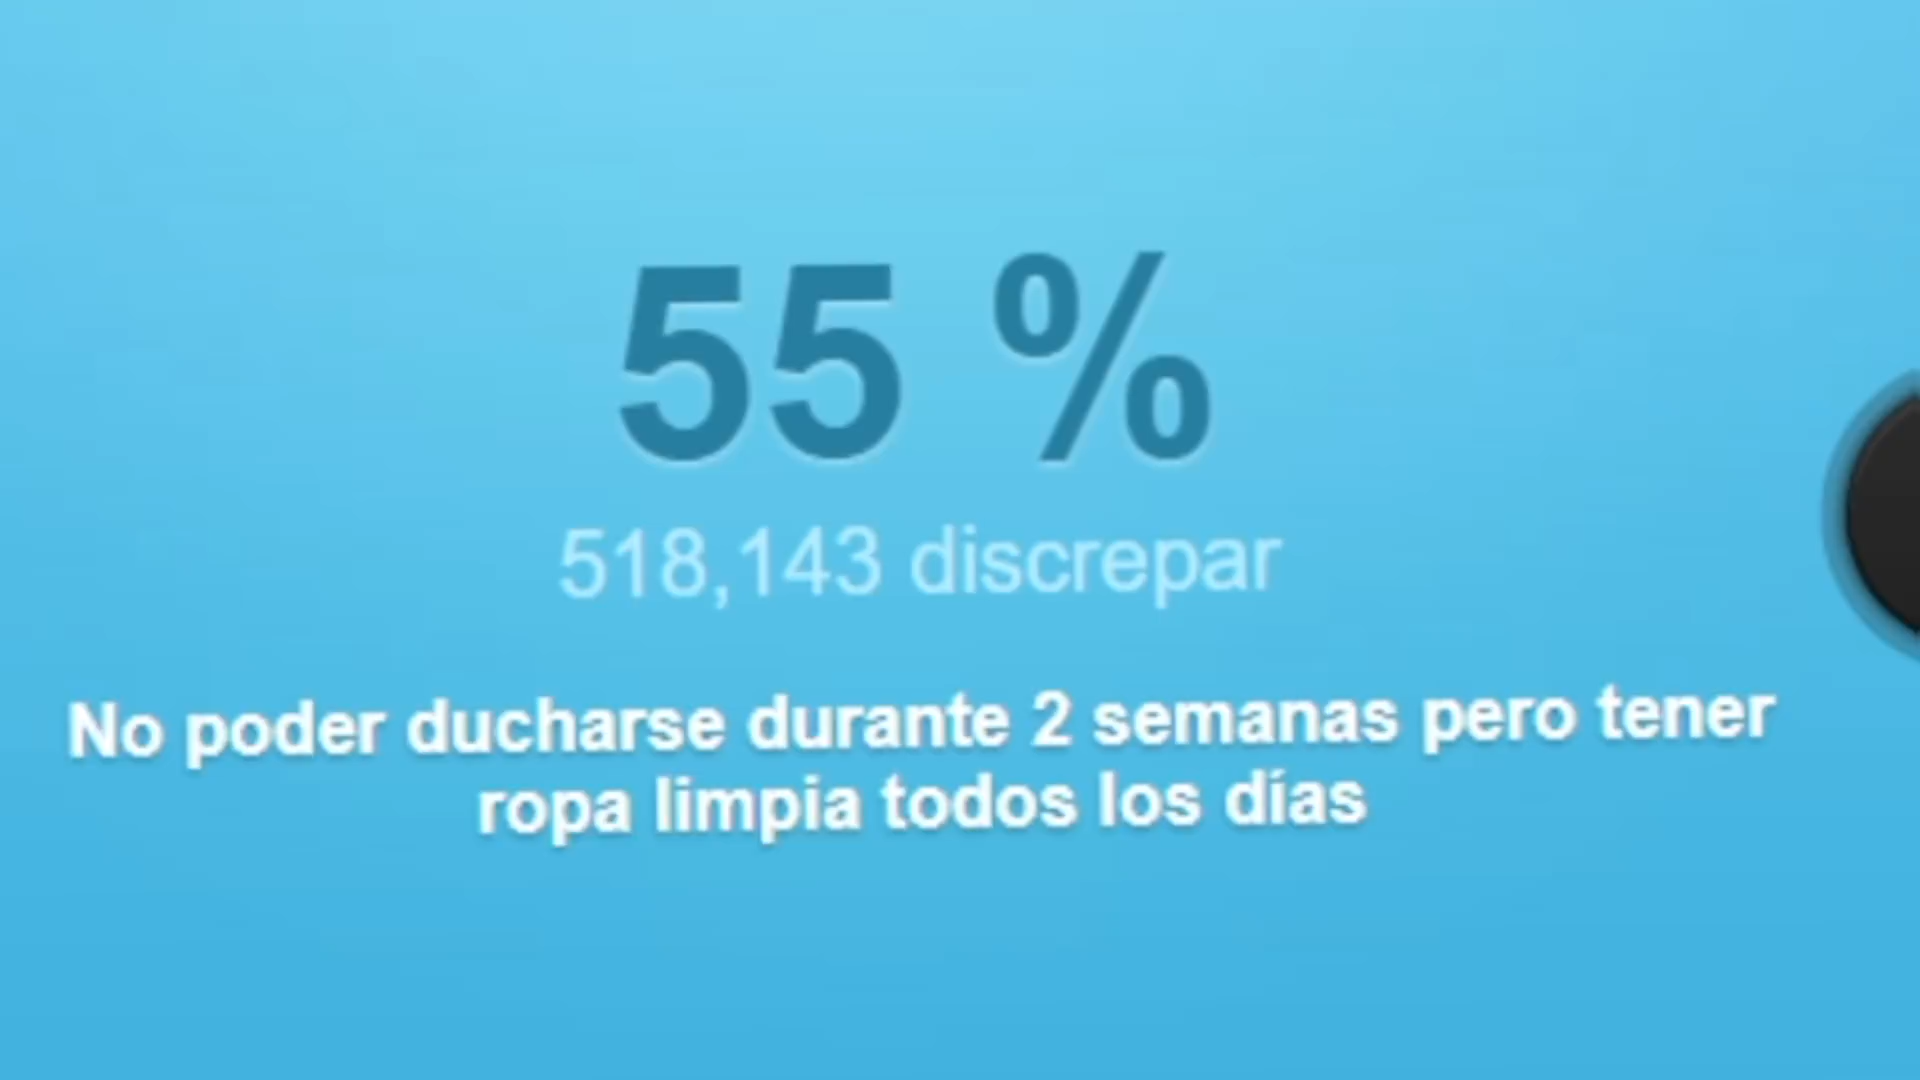 55 %
518,143 discrepar
No poder ducharse durante 2 semanas pero tener
ropa limpia todos los días